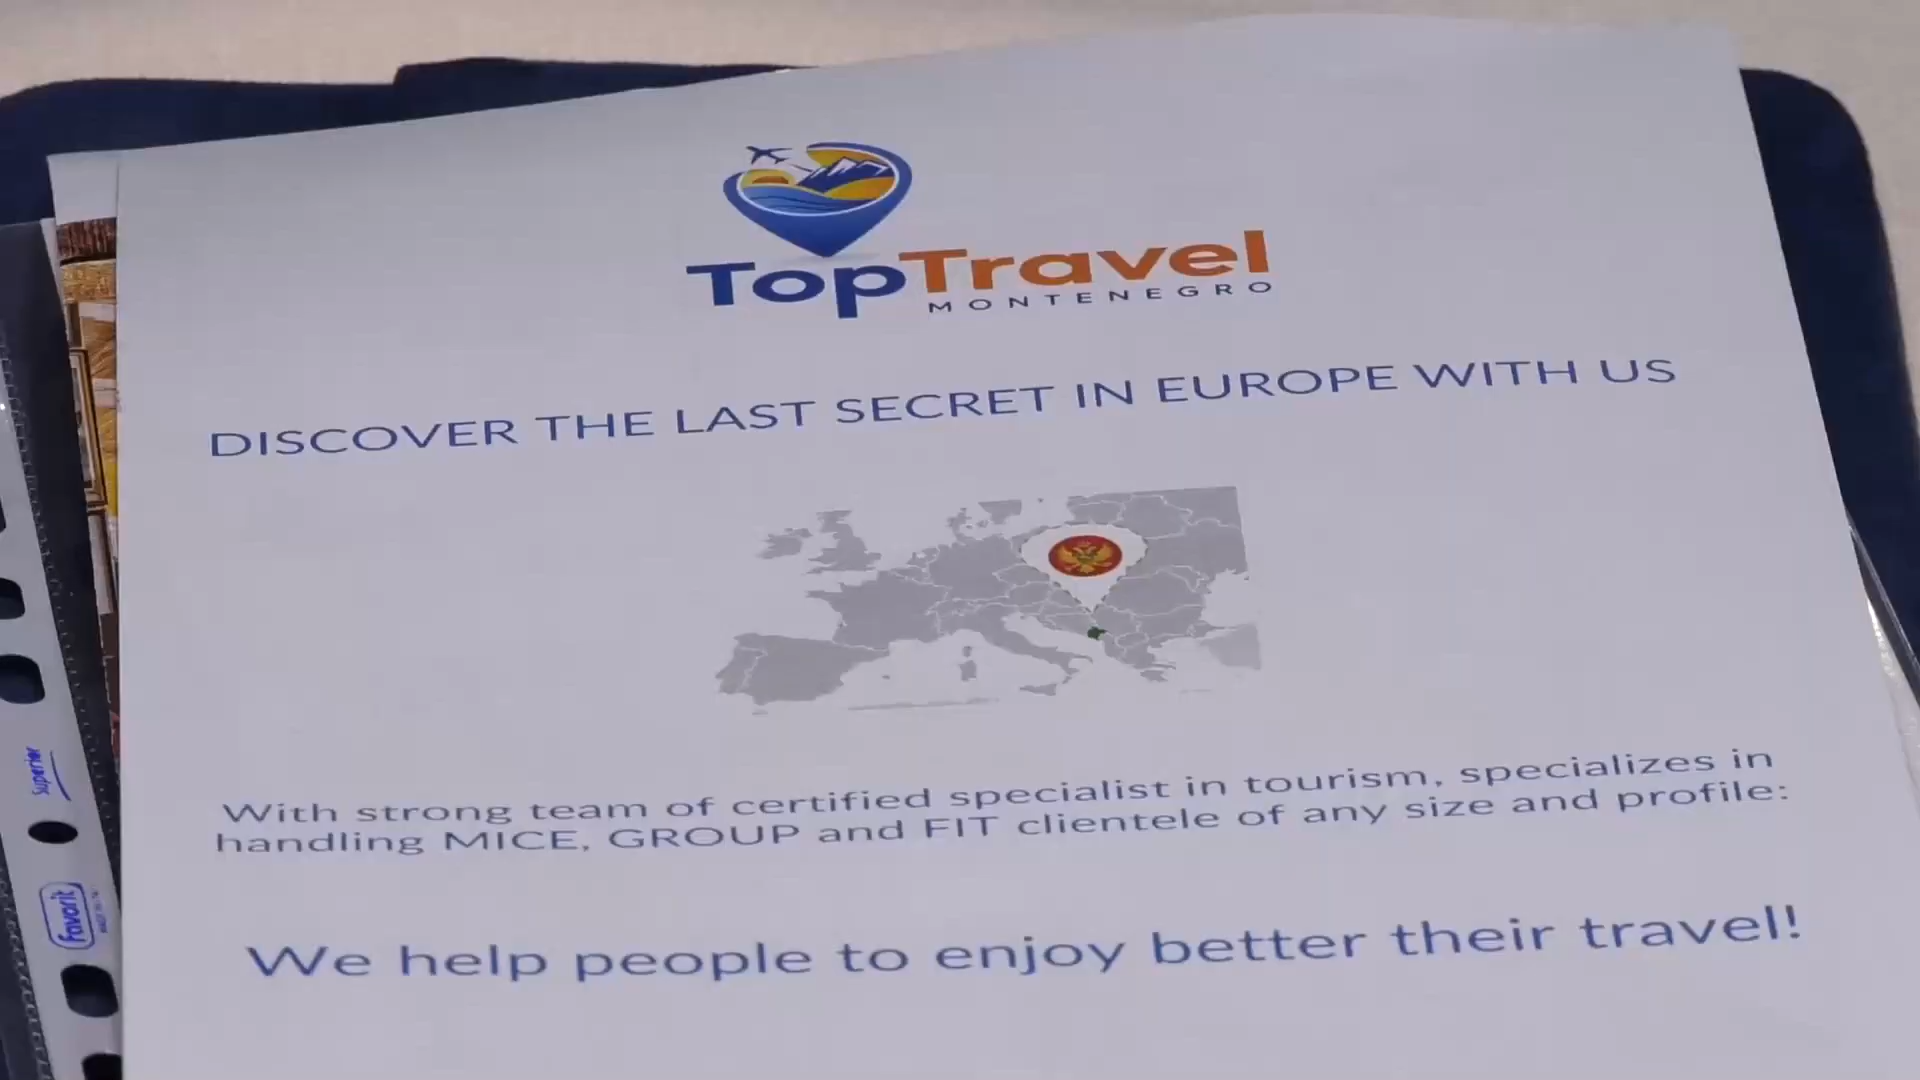 TopTravel
MONTENEGRO
DISCOVER THE LAST SECRET IN EUROPE WITH US
With strong team of certified specialist in tourism, specializes in
handling MICE, GROUP and FIT clientele of any size and profile:
We help people to enjoy better their travel!
Superior
favorit